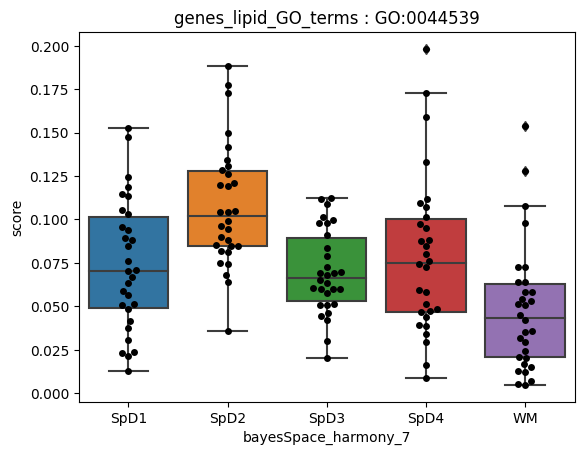 genes_lipid_GO_terms : GO:0044539
0.200
0.175
0.150
0.125
0.100
0.075
0.050
0.025
0.000
score
SpD1 SpD2 SpD3 SpD4 WM
bayesSpace_harmony_7